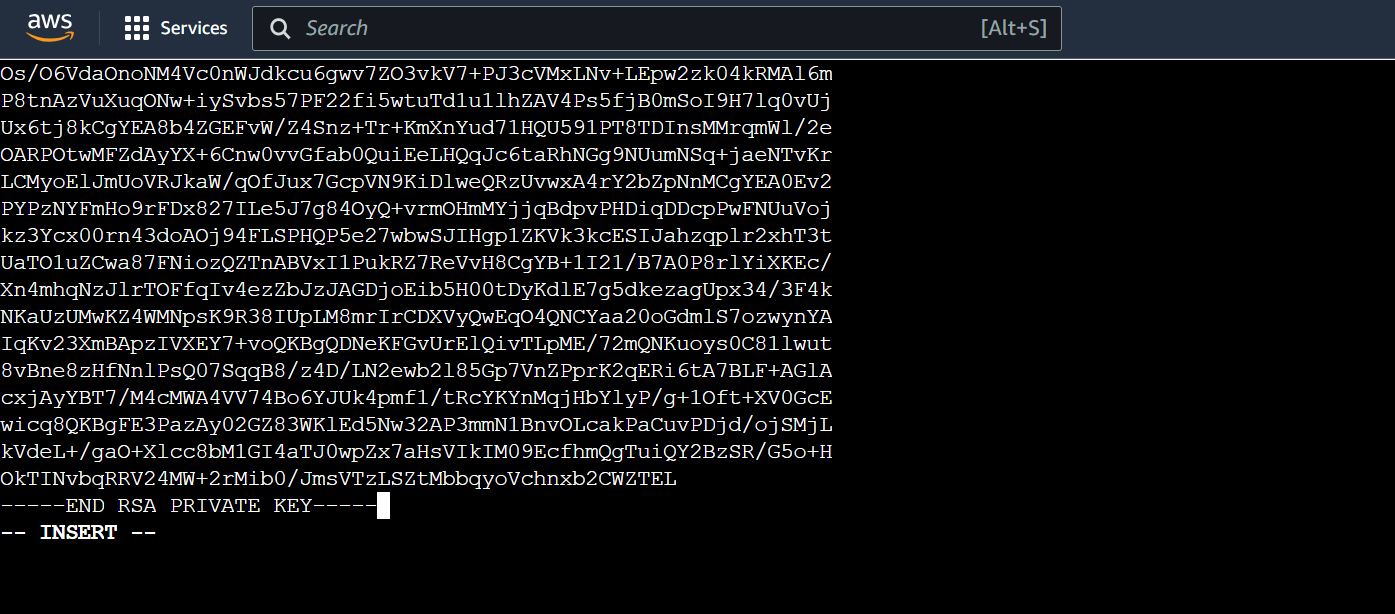 aws
Services
Search
[Alt+S]
Os/O6VdaOnoNM4Vc0nWJdkcu6gwv7ZO3vkV7+PJ3cVMxLNv+LEpw2zk04kRMAl6m
P8tnAzVuXuqONw+iySvbs57PF22fi5wtuTd1u1lhZAV4Ps5fjB0mSoI9H7lq0vUj
Ux6tj8kCgYEA8b4ZGEFvW/Z4Snz+Tr+KmXnYud71HQU591PT8TDInsMMrqmWl/2e
OARPOtwMFZdAyYX+6Cnw0vvGfab0QuiEeLHQqJc6taRhNGg9NUumNSq+jaeNTvKr
LCMyoElJmUoVRJkaW/qOfJux7GcpVN9KiDlweQRzUvwxA4rY2bZpNnMCgYEA0Ev2
PYPzNYFmHo9rFDx827ILe5J7g84OyQ+vrmOHmMYjjqBdpvPHDiqDDcpPwFNUuVoj
kz3Ycx00rn43doAOj94FLSPHQP5e27wbwSJIHgp1ZKVk3kcESIJahzqplr2xhT3t
UaTO1uZCwa87FNiozQZTnABVxI1PukRZ7ReVvH8CgYB+1I21/B7A0P8rlYiXKEc/
Xn4mhqNzJlrTOFfqIv4ezZbJzJAGDjoEib5H00tDyKdlE7g5dkezagUpx34/3F4k
NKaUzUMwKZ4WMNpsK9R38IUpLM8mrIrCDXVyQwEqO4QNCYaa20oGdmlS7ozwynYA
IqKv23XmBApzIVXEY7+voQKBgQDNeKFGvUrElQivTLpME/72mQNKuoys0C81lwut
8vBne8zHfNnlPsQ07SqqB8/z4D/LN2ewb2l85Gp7VnZPprK2qERi6tA7BLF+AGlA
cxjAyYBT7/M4cMWA4VV74Bo6YJUk4pmf1/tRcYKYnMqjHbYlyP/g+1Oft+XV0GcE
wicq8QKBgFE3PazAy02GZ83WKlEd5Nw32AP3mmN1BnvOLcakPaCuvPDjd/ojSMjL
kVdeL+/gaO+Xlcc8bM1GI4aTJ0wpZx7aHsVIkIM09EcfhmQgTuiQY2BzSR/G5o+H
OkTINvbqRRV24MW+2rMib0/JmsVTzLSZtMbbqyoVchnxb2CWZTEL
-----END RSA PRIVATE KEY-----
-- INSERT --